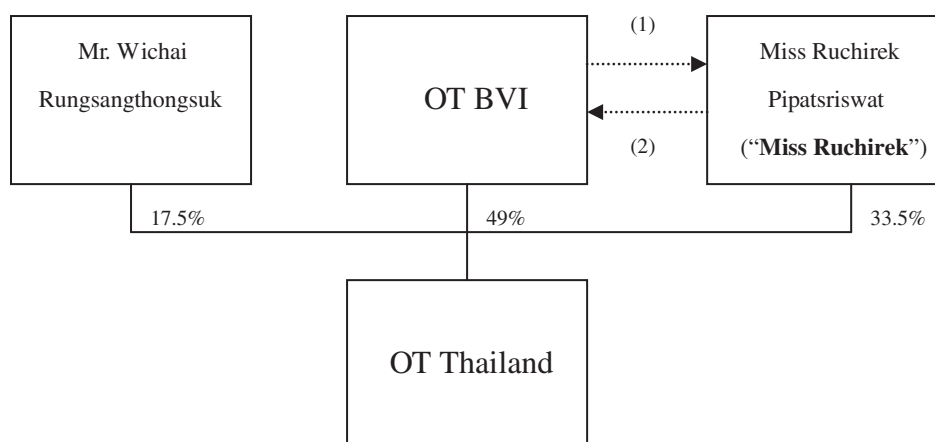 Mr. Wichai
Rungsangthongsuk
OT BVI
(1)
(2)
Miss Ruchirek
Pipatsriswat
(“Miss Ruchirek”)
17.5%
49%
33.5%
OT Thailand